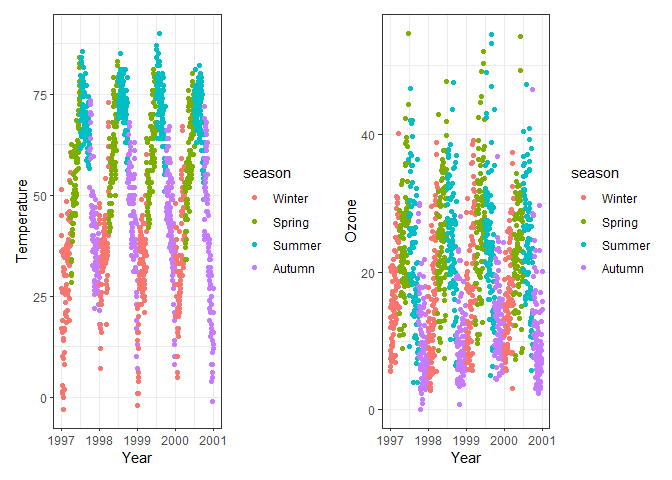 Temperature
75
50
25
0
1997 1998 1999 2000 2001
Year
season
Winter
Spring
Summer
Autumn
Ozone
40
20
0
1997 1998 1999 2000 2001
Year
season
Winter
Spring
Summer
Autumn